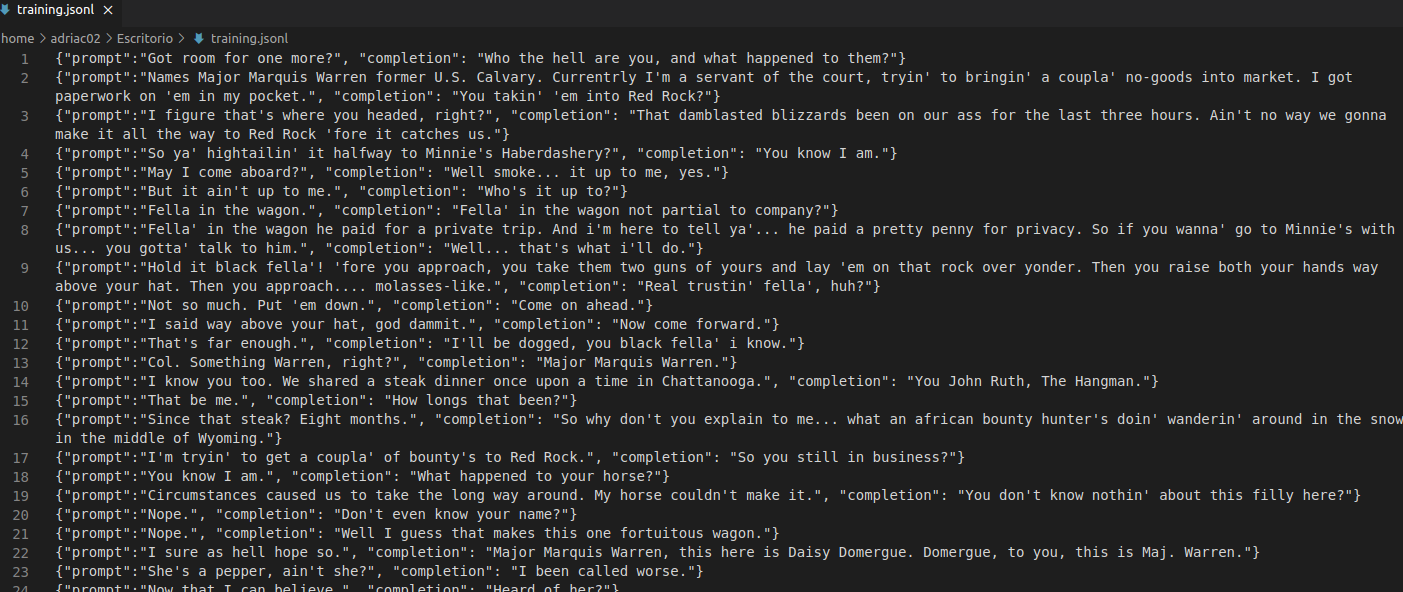 training.jsonl ×
home > adriac02 > Escritorio > training.jsonl
1 {"prompt":"Got room for one more?", "completion": "Who the hell are you, and what happened to them?"}
2 {"prompt":"Names Major Marquis Warren former U.S. Calvary. Currentrly I'm a servant of the court, tryin' to bringin' a coupla' no-goods into market. I got
paperwork on 'em in my pocket.", "completion": "You takin' 'em into Red Rock?"}
3 {"prompt":"I figure that's where you headed, right?", "completion": "That damblasted blizzards been on our ass for the last three hours. Ain't no way we gonna
make it all the way to Red Rock 'fore it catches us."}
4 {"prompt":"So ya' hightailin' it halfway to Minnie's Haberdashery?", "completion": "You know I am."}
5 {"prompt":"May I come aboard?", "completion": "Well smoke... it up to me, yes."}
6 {"prompt":"But it ain't up to me.", "completion": "Who's it up to?"}
7 {"prompt":"Fella in the wagon.", "completion": "Fella' in the wagon not partial to company?"}
8 {"prompt":"Fella' in the wagon he paid for a private trip. And i'm here to tell ya'... he paid a pretty penny for privacy. So if you wanna' go to Minnie's with
us... you gotta' talk to him.", "completion": "Well... that's what i'll do."}
9 {"prompt":"Hold it black fella'! 'fore you approach, you take them two guns of yours and lay 'em on that rock over yonder. Then you raise both your hands way
above your hat. Then you approach.... molasses-like.", "completion": "Real trustin' fella', huh?"}
10 {"prompt":"Not so much. Put 'em down.", "completion": "Come on ahead."}
11 {"prompt":"I said way above your hat, god dammit.", "completion": "Now come forward."}
12 {"prompt":"That's far enough.", "completion": "I'll be dogged, you black fella' i know."}
13 {"prompt":"Col. Something Warren, right?", "completion": "Major Marquis Warren."}
14 {"prompt":"I know you too. We shared a steak dinner once upon a time in Chattanooga.", "completion": "You John Ruth, The Hangman."}
15 {"prompt":"That be me.", "completion": "How longs that been?"}
16 {"prompt":"Since that steak? Eight months.", "completion": "So why don't you explain to me... what an african bounty hunter's doin' wanderin' around in the snow
in the middle of Wyoming."}
17 {"prompt":"I'm tryin' to get a coupla' of bounty's to Red Rock.", "completion": "So you still in business?"}
18 {"prompt":"You know I am.", "completion": "What happened to your horse?"}
19 {"prompt":"Circumstances caused us to take the long way around. My horse couldn't make it.", "completion": "You don't know nothin' about this filly here?"}
20 {"prompt":"Nope.", "completion": "Don't even know your name?"}
21 {"prompt":"Nope.", "completion": "Well I guess that makes this one fortuitous wagon."}
22 {"prompt":"I sure as hell hope so.", "completion": "Major Marquis Warren, this here is Daisy Domergue. Domergue, to you, this is Maj. Warren."}
23 {"prompt":"She's a pepper, ain't she?", "completion": "I been called worse."}
24 {"prompt":"Now that I can believe.", "completion": "Heard of her?"}